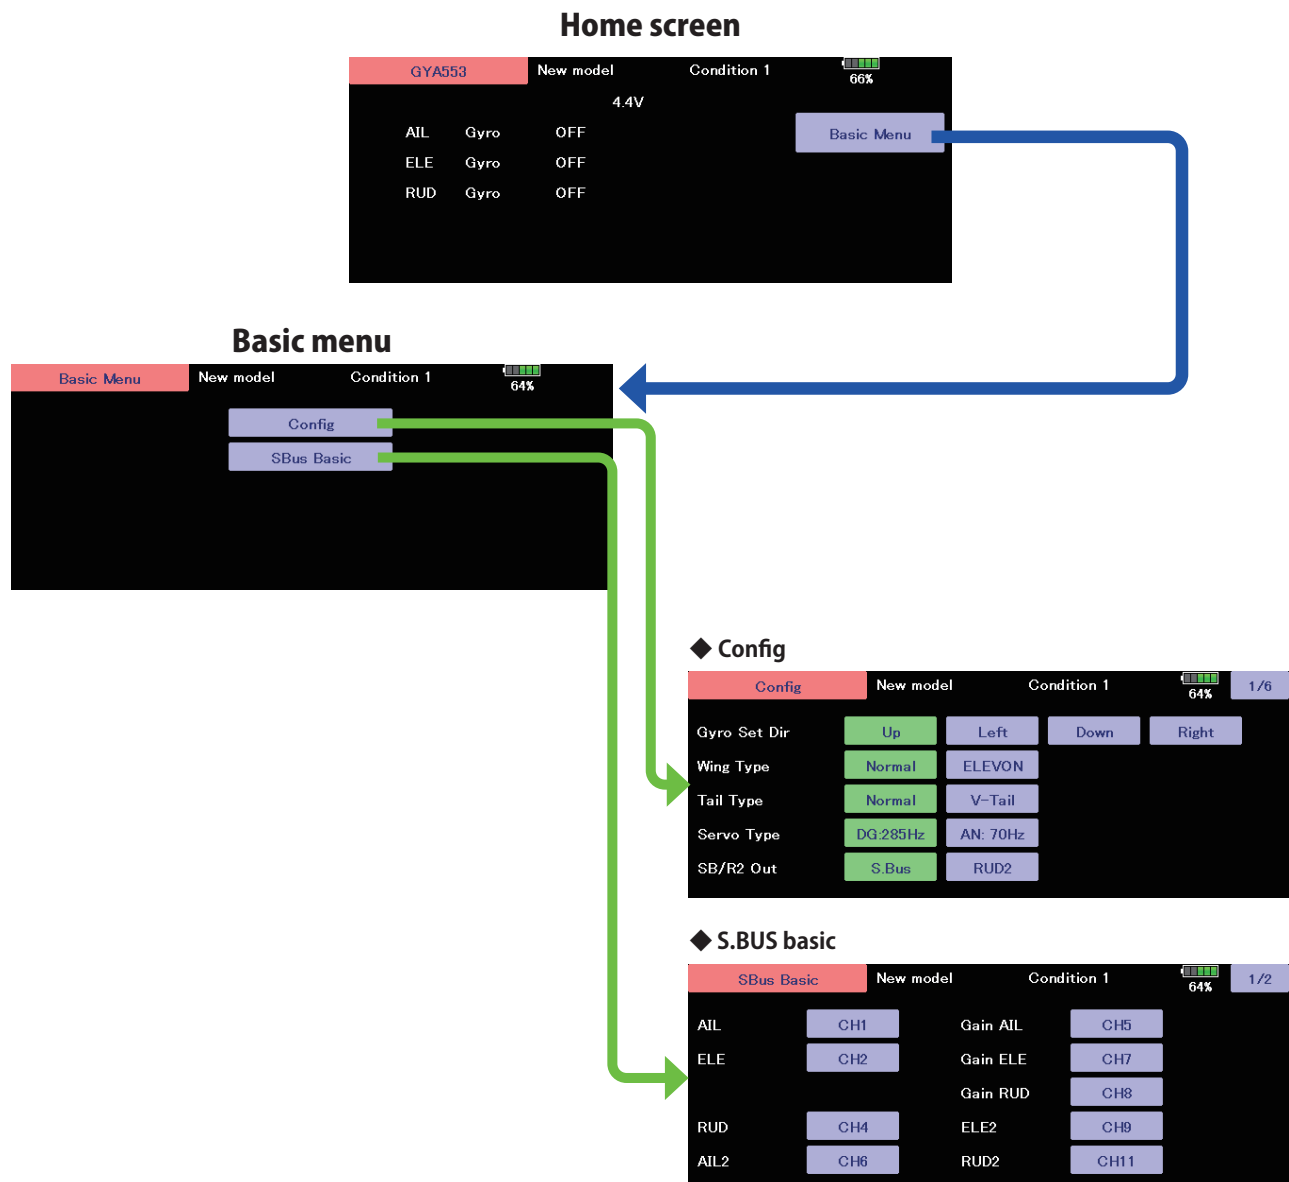 Home screen
GYA553 New model Condition 1 66%
4.4V
AIL Gyro OFF Basic Menu
ELE Gyro OFF
RUD Gyro OFF
Basic menu
Basic Menu New model Condition 1 64%
Config
SBus Basic
◆ Config
Config New model Condition 1 64% 1/6
Gyro Set Dir Up Left Down Right
Wing Type Normal ELEVON
Tail Type Normal V-Tail
Servo Type DG:285Hz AN: 70Hz
SB/R2 Out S.Bus RUD2
◆ S.BUS basic
SBus Basic New model Condition 1 64% 1/2
AIL CH1 Gain AIL CH5
ELE CH2 Gain ELE CH7
Gain RUD CH8
RUD CH4 ELE2 CH9
AIL2 CH6 RUD2 CH11